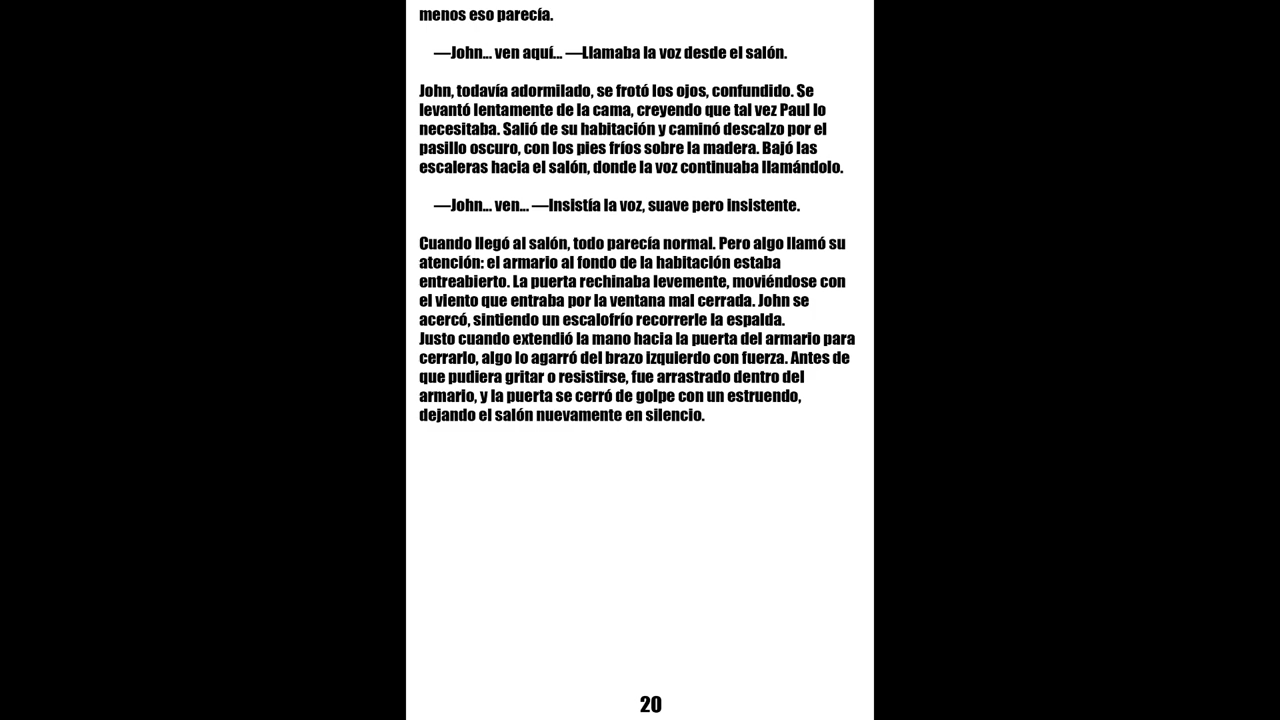 menos eso parecía.
—John... ven aquí... —Llamaba la voz desde el salón.
John, todavía adormilado, se frotó los ojos, confundido. Se
levantó lentamente de la cama, creyendo que tal vez Paul lo
necesitaba. Salió de su habitación y caminó descalzo por el
pasillo oscuro, con los pies fríos sobre la madera. Bajó las
escaleras hacia el salón, donde la voz continuaba llamándolo.
—John... ven... —Insistía la voz, suave pero insistente.
Cuando llegó al salón, todo parecía normal. Pero algo llamó su
atención: el armario al fondo de la habitación estaba
entreabierto. La puerta rechinaba levemente, moviéndose con
el viento que entraba por la ventana mal cerrada. John se
acercó, sintiendo un escalofrío recorrerle la espalda.
Justo cuando extendió la mano hacia la puerta del armario para
cerrarlo, algo lo agarró del brazo izquierdo con fuerza. Antes de
que pudiera gritar o resistirse, fue arrastrado dentro del
armario, y la puerta se cerró de golpe con un estruendo,
dejando el salón nuevamente en silencio.
20